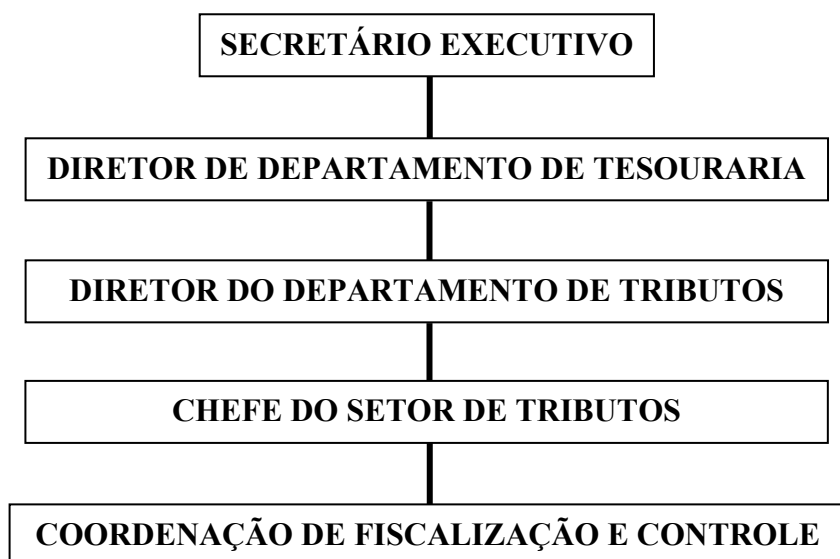 SECRETÁRIO EXECUTIVO
DIRETOR DE DEPARTAMENTO DE TESOURARIA
DIRETOR DO DEPARTAMENTO DE TRIBUTOS
CHEFE DO SETOR DE TRIBUTOS
COORDENAÇÃO DE FISCALIZAÇÃO E CONTROLE